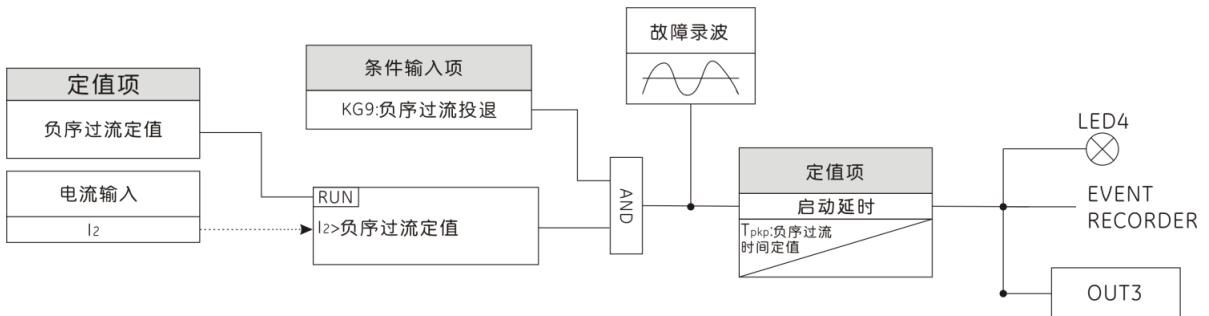 定值项
负序过流定值
电流输入
I2
条件输入项
KG9:负序过流投退
RUN
I2>负序过流定值
AND
故障录波
定值项
启动延时
Tpkp:负序过流
时间定值
LED4
EVENT
RECORDER
OUT3